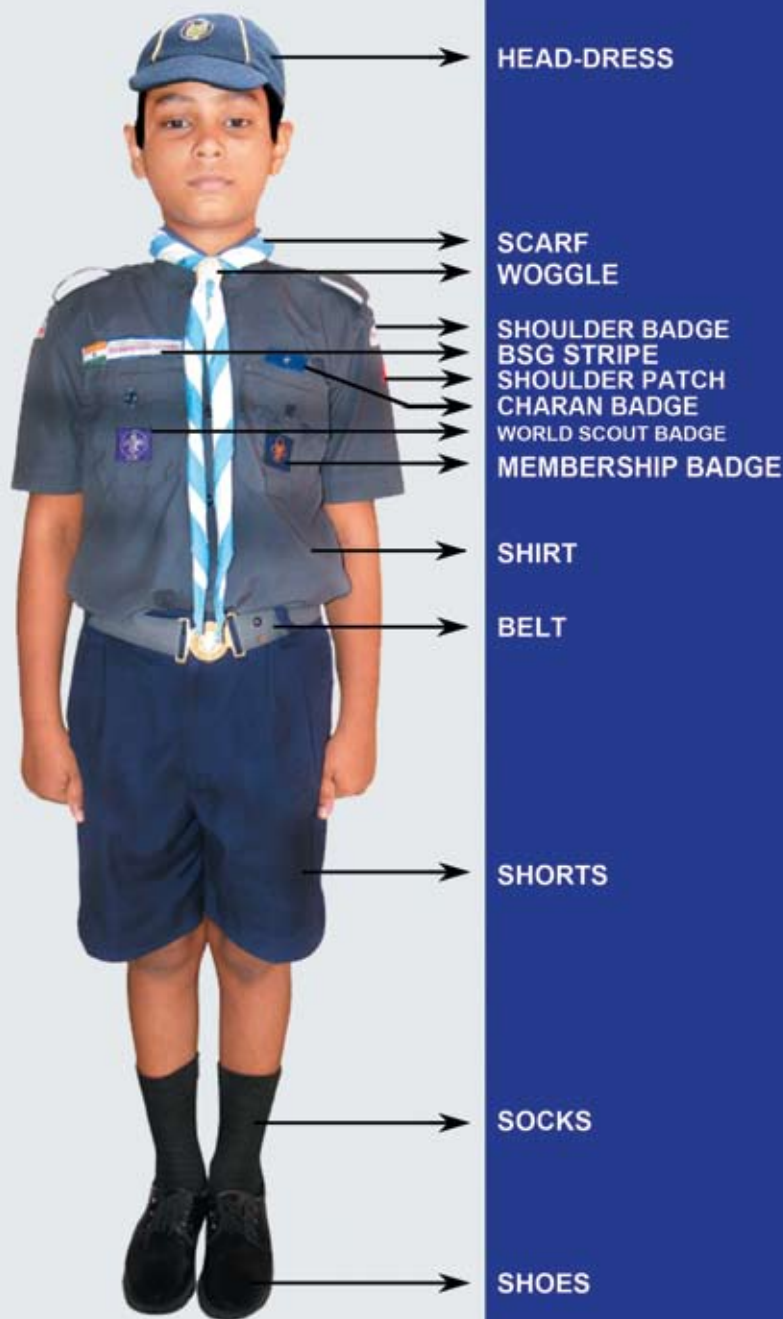 HEAD-DRESS
SCARF
WOGGLE
SHOULDER BADGE
BSG STRIPE
SHOULDER PATCH
CHARAN BADGE
WORLD SCOUT BADGE
MEMBERSHIP BADGE
SHIRT
BELT
SHORTS
SOCKS
SHOES